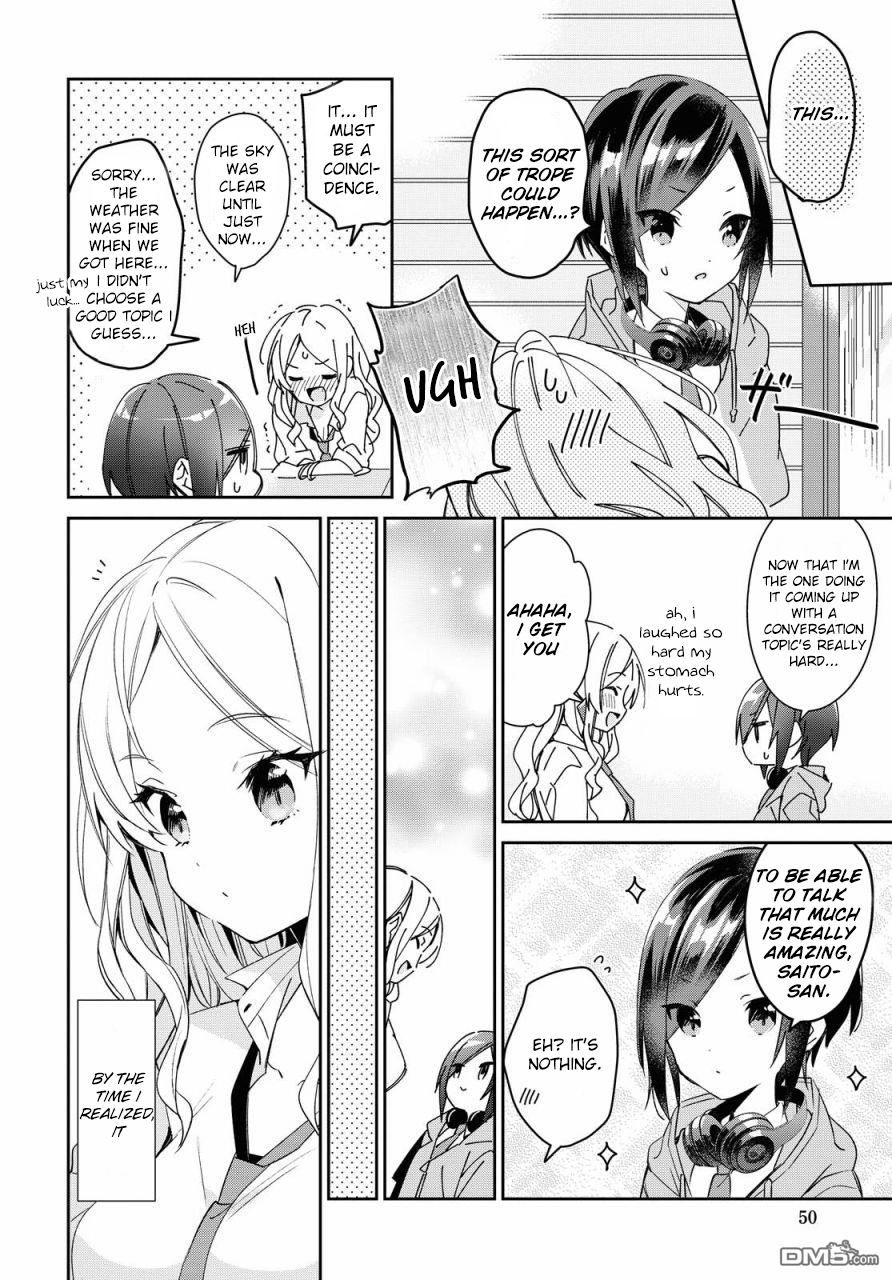 THIS...
THIS SORT
OF TROPE
COULD
HAPPEN...?
ザッ
UGH
IT... IT
MUST
BE A
COINCI-
DENCE.
THE SKY
WAS
CLEAR
UNTIL
JUST
NOW...
HEH
SORRY...
THE
WEATHER
WAS FINE
WHEN WE
GOT HERE...
I DIDN'T
CHOOSE A
GOOD TOPIC I
GUESS...
just my
luck...
NOW THAT I'M
THE ONE DOING
IT COMING UP
WITH A
CONVERSATION
TOPIC'S REALLY
HARD...
ah, i
laughed so
hard my
stomach
hurts.
AHAHA,
I GET
YOU
TO BE ABLE
TO TALK
THAT MUCH
IS REALLY
AMAZING,
SAITO-
SAN.
EH? IT'S
NOTHING.
BY THE
TIME I
REALIZED,
IT
50
DM5.com